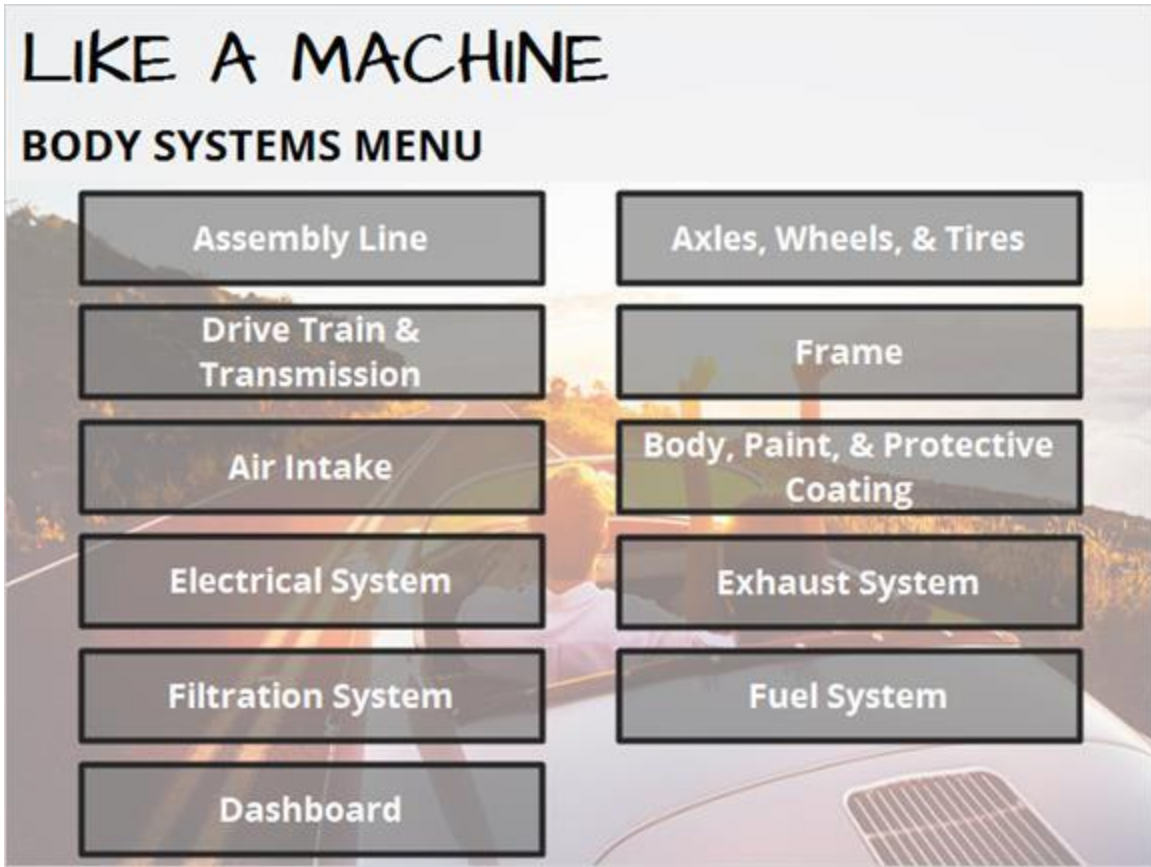 LIKE A MACHINE
BODY SYSTEMS MENU
Assembly Line
Axles, Wheels, & Tires
Drive Train &
Transmission
Frame
Air Intake
Body, Paint, & Protective
Coating
Electrical System
Exhaust System
Filtration System
Fuel System
Dashboard